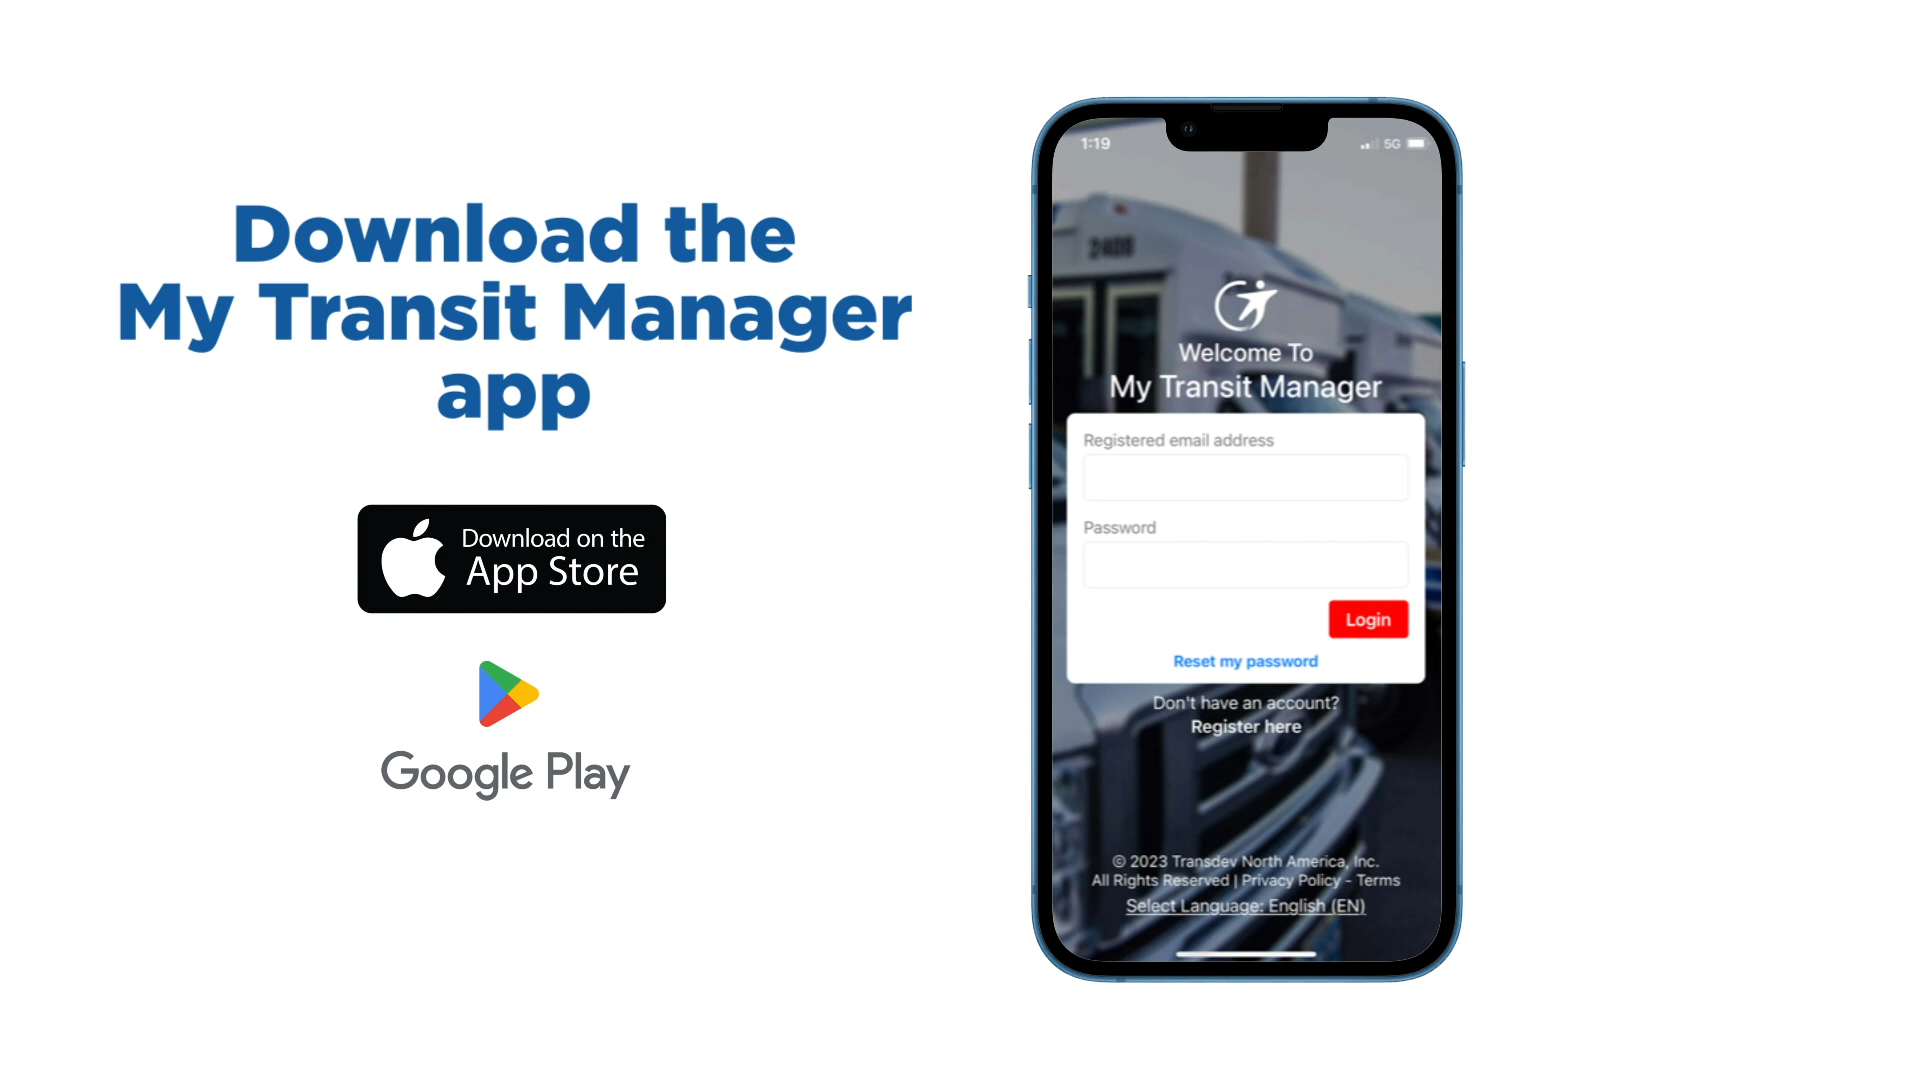 Download the
My Transit Manager
app
Download on the
App Store
Google Play
1:19
5G
2408
Welcome To
My Transit Manager
Registered email address
Password
Login
Reset my password
Don't have an account?
Register here
© 2023 Transdev North America, Inc.
All Rights Reserved | Privacy Policy - Terms
Select Language: English (EN)